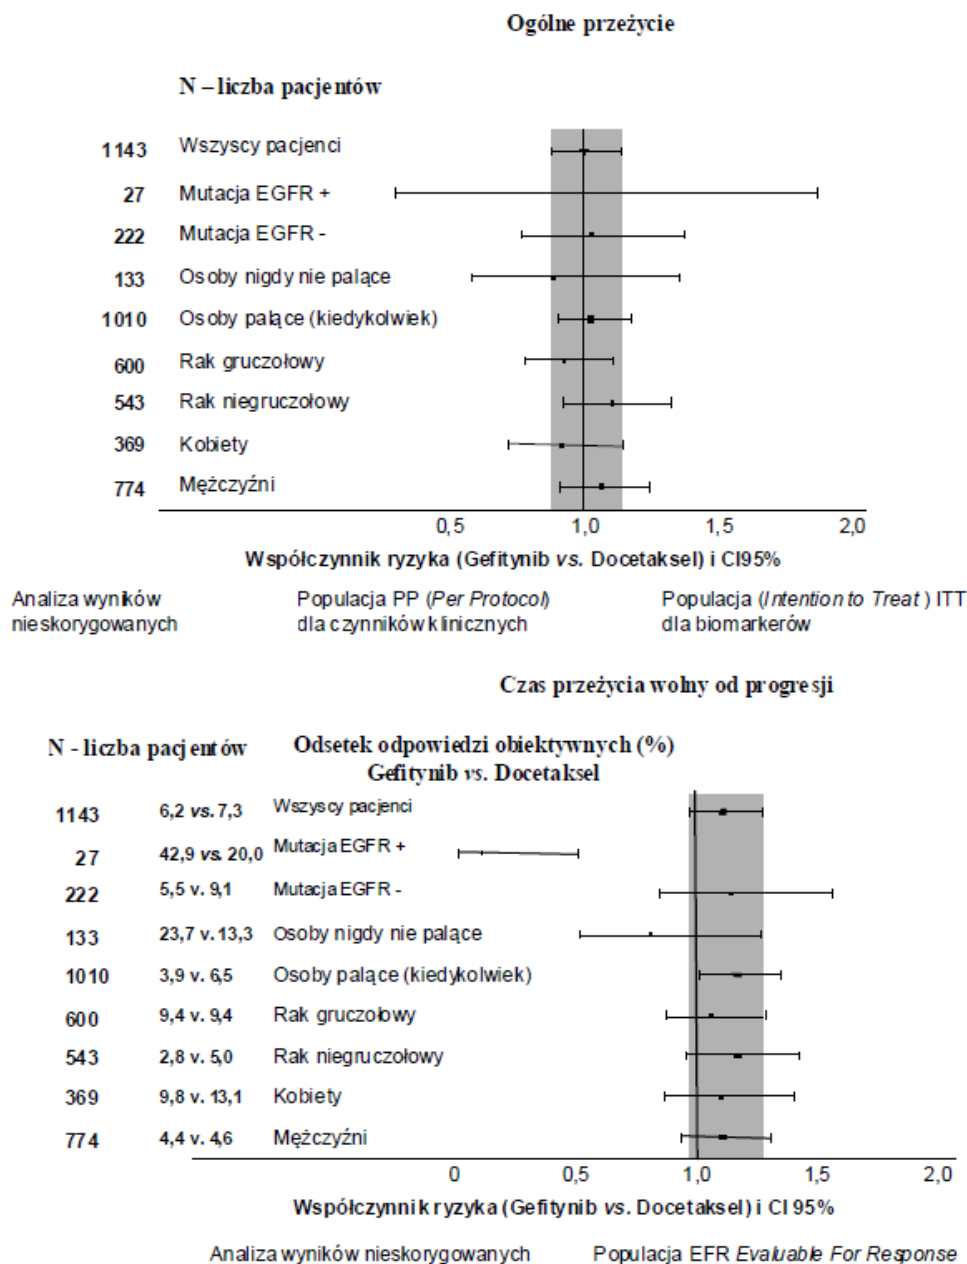 Ogólne przeżycie
N – liczba pacjentów
1143 Wszyscy pacjenci
27 Mutacja EGFR +
222 Mutacja EGFR -
133 Osoby nigdy nie palące
1010 Osoby palące (kiedykolwiek)
600 Rak gruczołowy
543 Rak niegruczołowy
369 Kobiety
774 Mężczyźni
0,5 1,0 1,5 2,0
Współczynnik ryzyka (Gefitynib vs. Docetaksel) i CI95%
Analiza wyników Populacja PP (Per Protocol) Populacja (Intention to Treat ) ITT
nieskorygowanych dla czynników klinicznych dla biomarkerów
Czas przeżycia wolny od progresji
N - liczba pacjentów Odsetek odpowiedzi obiektywnych (%)
Gefitynib vs. Docetaksel
1143 6,2 vs. 7,3 Wszyscy pacjenci
27 42,9 vs. 20,0 Mutacja EGFR +
222 5,5 v. 9,1 Mutacja EGFR -
133 23,7 v. 13,3 Osoby nigdy nie palące
1010 3,9 v. 6,5 Osoby palące (kiedykolwiek)
600 9,4 v. 9,4 Rak gruczołowy
543 2,8 v. 5,0 Rak niegruczołowy
369 9,8 v. 13,1 Kobiety
774 4,4 v. 4,6 Mężczyźni
0 0,5 1,0 1,5 2,0
Współczynnik ryzyka (Gefitynib vs. Docetaksel) i CI 95%
Analiza wyników nieskorygowanych Populacja EFR Evaluable For Response